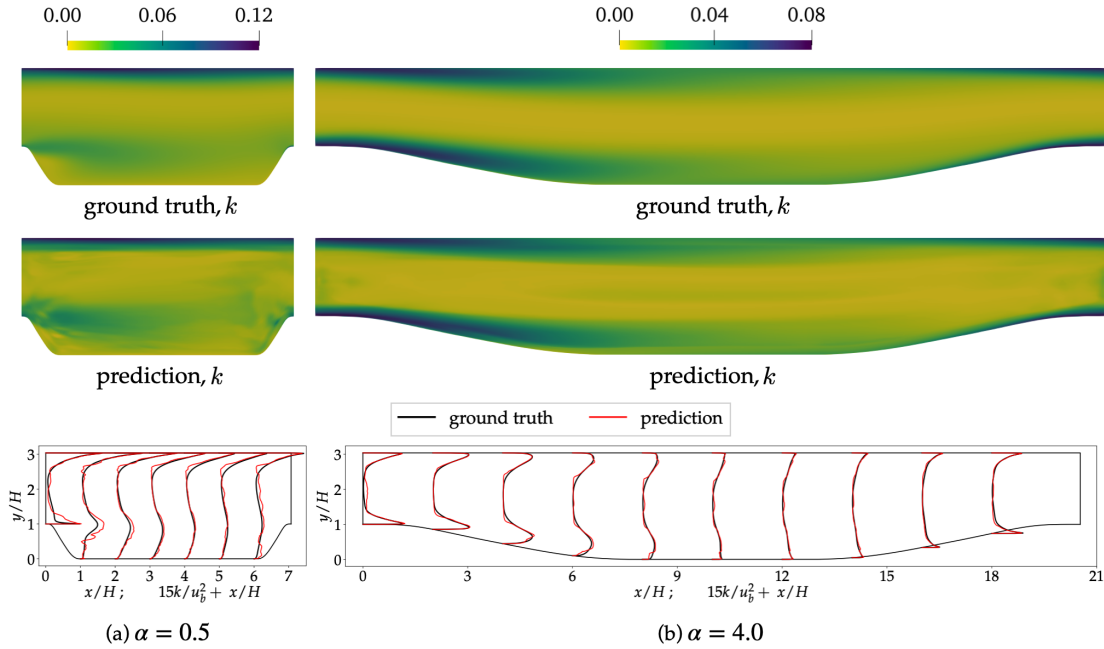 0.00 0.06 0.12
0.00 0.04 0.08
ground truth, k
ground truth, k
prediction, k
prediction, k
ground truth prediction
3
2
1
0
y/H
0 1 2 3 4 5 6 7
x/H; 15k/u_b^2 + x/H
3
2
1
0
y/H
0 3 6 9 12 15 18 21
x/H; 15k/u_b^2 + x/H
(a) α = 0.5
(b) α = 4.0